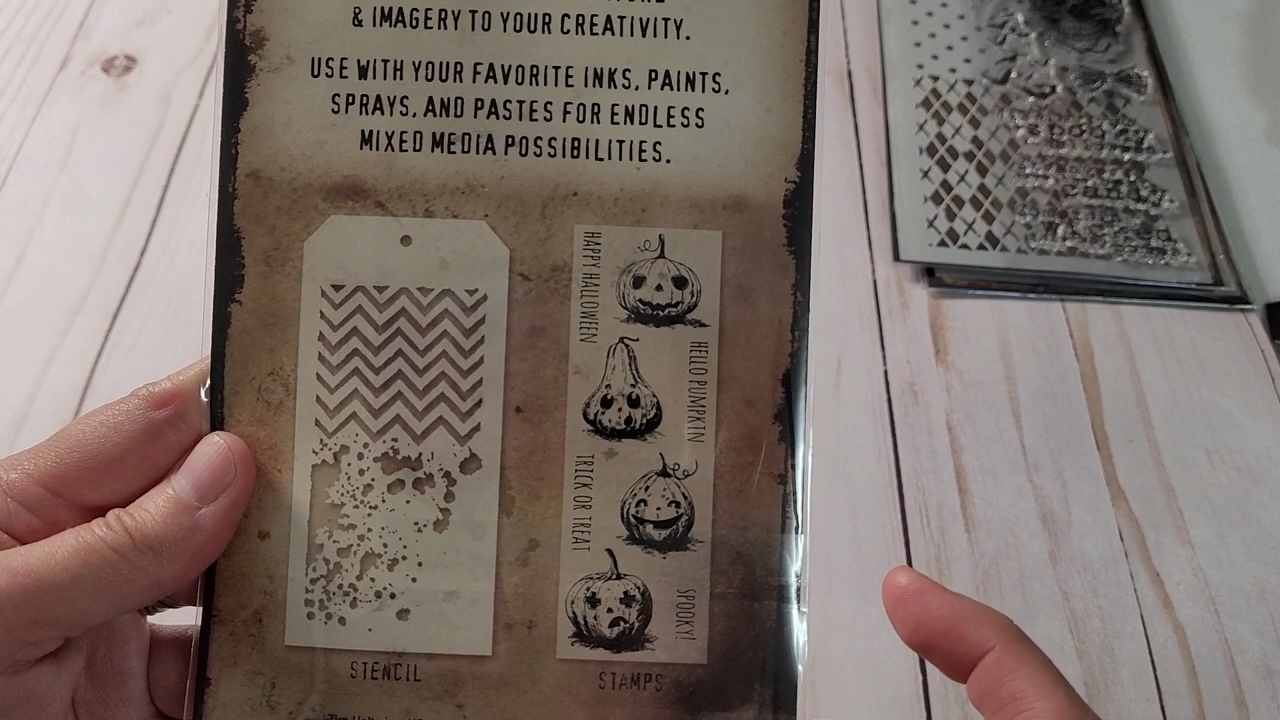 & IMAGERY TO YOUR CREATIVITY.
USE WITH YOUR FAVORITE INKS, PAINTS,
SPRAYS, AND PASTES FOR ENDLESS
MIXED MEDIA POSSIBILITIES.
HAPPY HALLOWEEN
HELLO PUMPKIN
TRICK OR TREAT
SPOOKY!
STENCIL
STAMPS